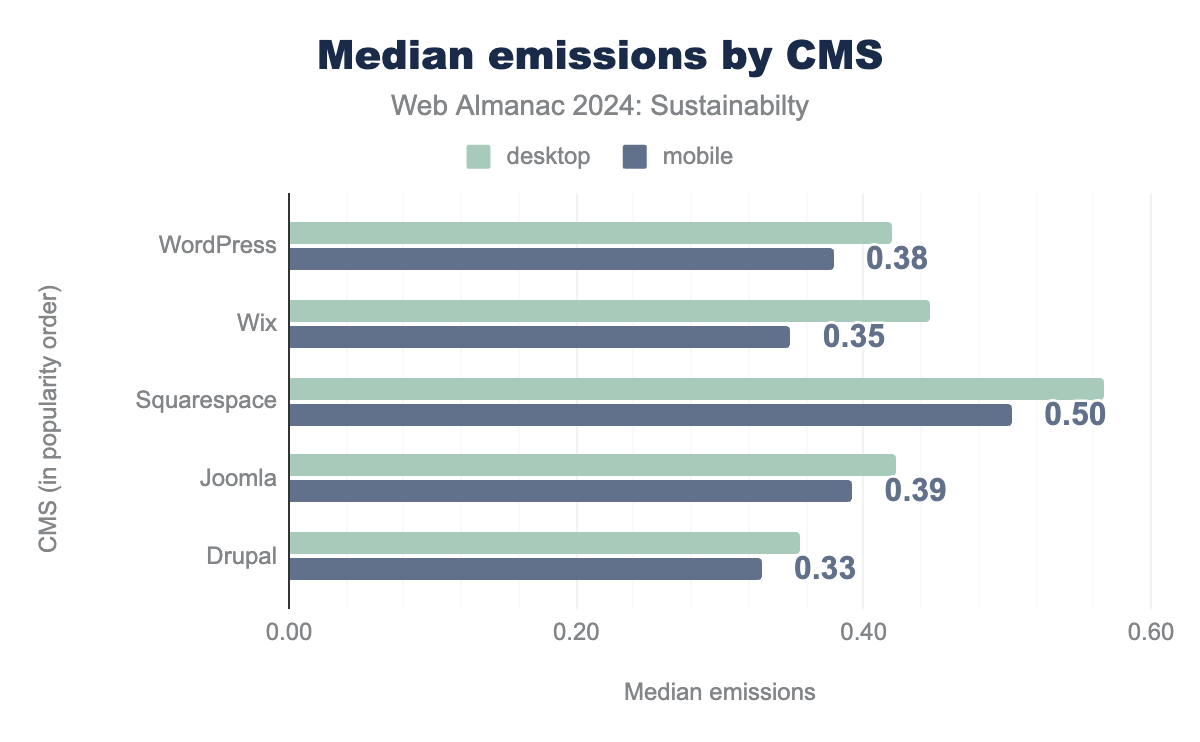 Median emissions by CMS
Web Almanac 2024: Sustainabilty
desktop
mobile
CMS (in popularity order)
WordPress
0.38
Wix
0.35
Squarespace
0.50
Joomla
0.39
Drupal
0.33
0.00
0.20
0.40
0.60
Median emissions